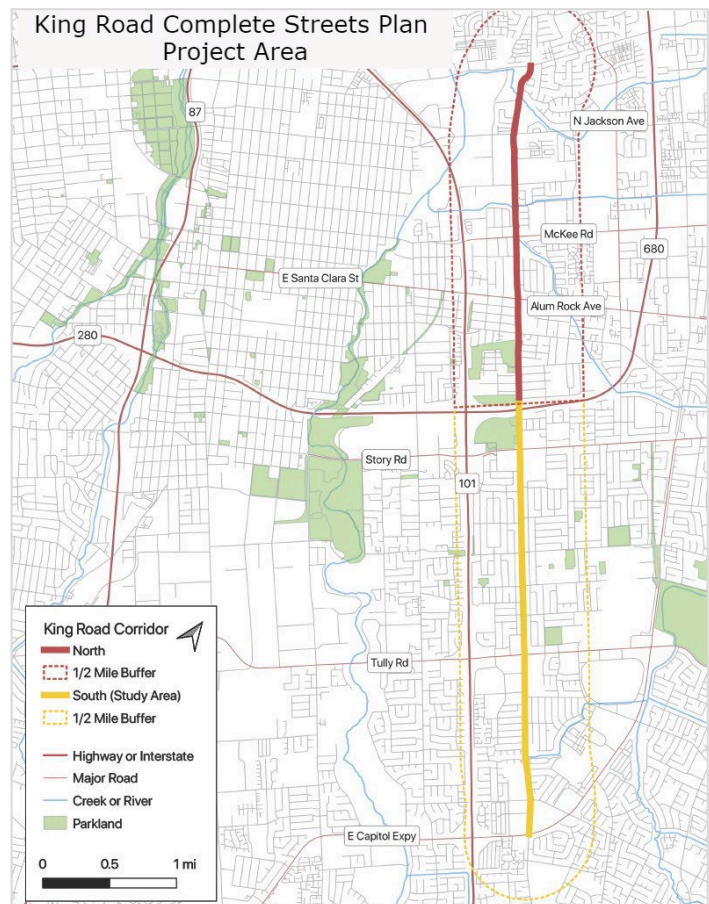 King Road Complete Streets Plan
Project Area
87
N Jackson Ave
McKee Rd
680
E Santa Clara St
Alum Rock Ave
280
Story Rd
101
Tully Rd
E Capitol Expy
King Road Corridor
North
1/2 Mile Buffer
South (Study Area)
1/2 Mile Buffer
Highway or Interstate
Major Road
Creek or River
Parkland
0 0.5 1 mi